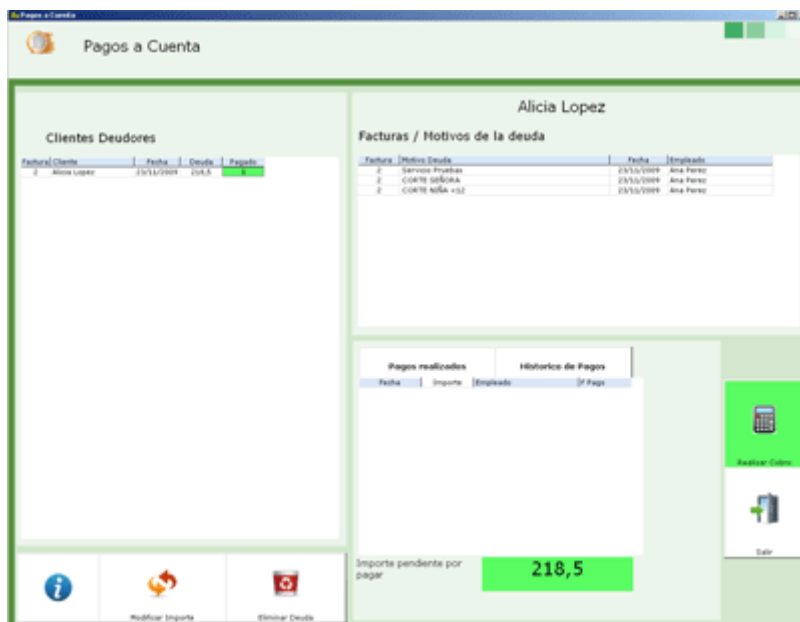 Pagos a Cuenta
Pagos a Cuenta
Alicia Lopez
Clientes Deudores
Facturas / Motivos de la deuda
Factura Cliente Fecha Deuda Pagado
2 Alicia Lopez 23/11/2009 218,5
Factura Motivo Deuda Fecha Empleado
2 Servicio Pruebas 23/11/2009 Ana Perez
2 CORTE SEÑORA 23/11/2009 Ana Perez
2 CORTE NIÑA <12 23/11/2009 Ana Perez
Pagos realizados Historico de Pagos
Fecha Importe Empleado F Pago
Realizar Cobro
Salir
Importe pendiente por
pagar
218,5
Modificar Importe Eliminar Deuda